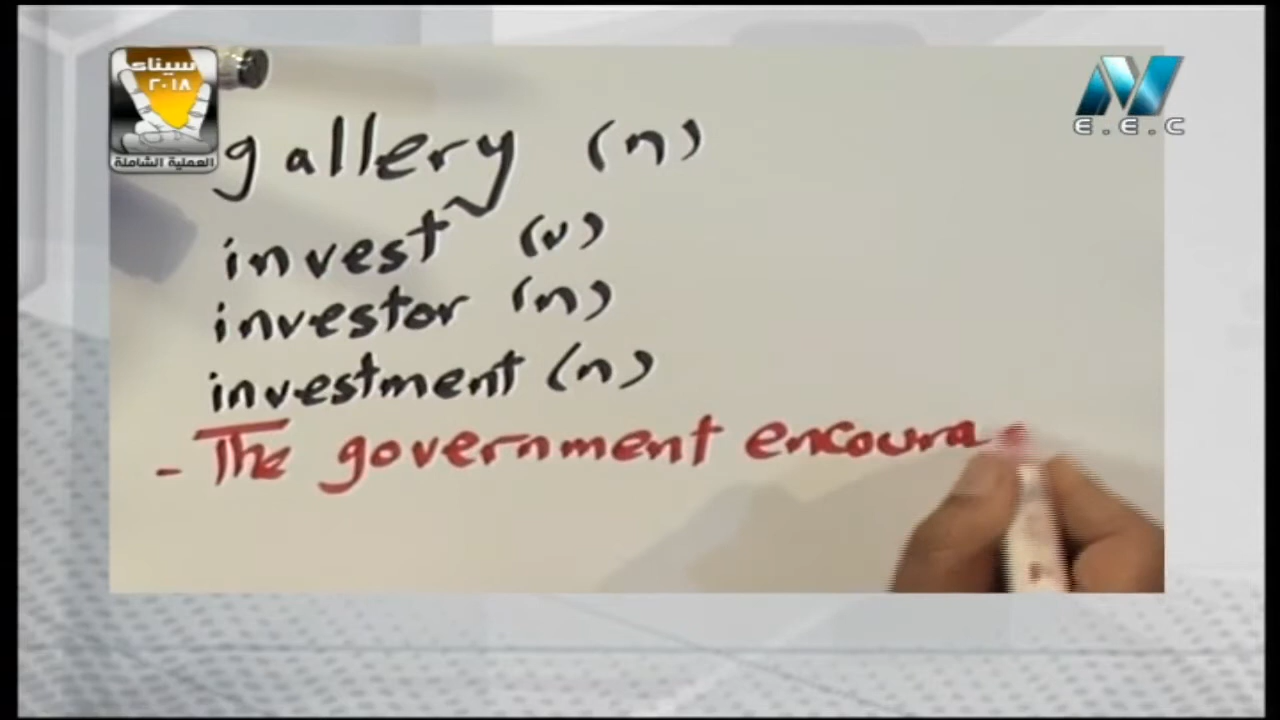 سيناء
٢٠١٨
العملية الشاملة
E.E.C
gallery (n)
invest (v)
investor (n)
investment (n)
- The government encoura